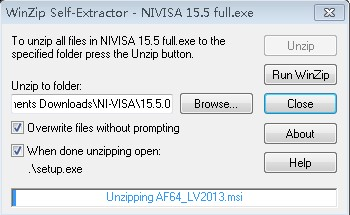 WinZip Self-Extractor - NIVISA 15.5 full.exe
To unzip all files in NIVISA 15.5 full.exe to the
specified folder press the Unzip button.
Unzip
Run WinZip
Unzip to folder:
ments Downloads\NI-VISA\15.5.0
Browse...
Close
Overwrite files without prompting
About
When done unzipping open:
.\setup.exe
Help
Unzipping AF64_LV2013.msi